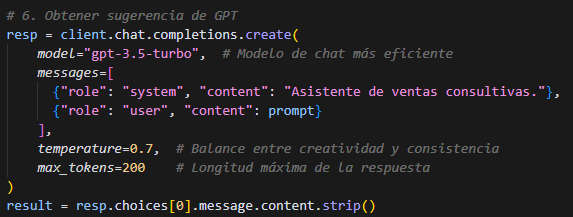 # 6. Obtener sugerencia de GPT
resp = client.chat.completions.create(
    model="gpt-3.5-turbo",  # Modelo de chat más eficiente
    messages=[
      {"role": "system", "content": "Asistente de ventas consultivas."},
      {"role": "user", "content": prompt}
    ],
    temperature=0.7,  # Balance entre creatividad y consistencia
    max_tokens=200    # Longitud máxima de la respuesta
)
result = resp.choices[0].message.content.strip()